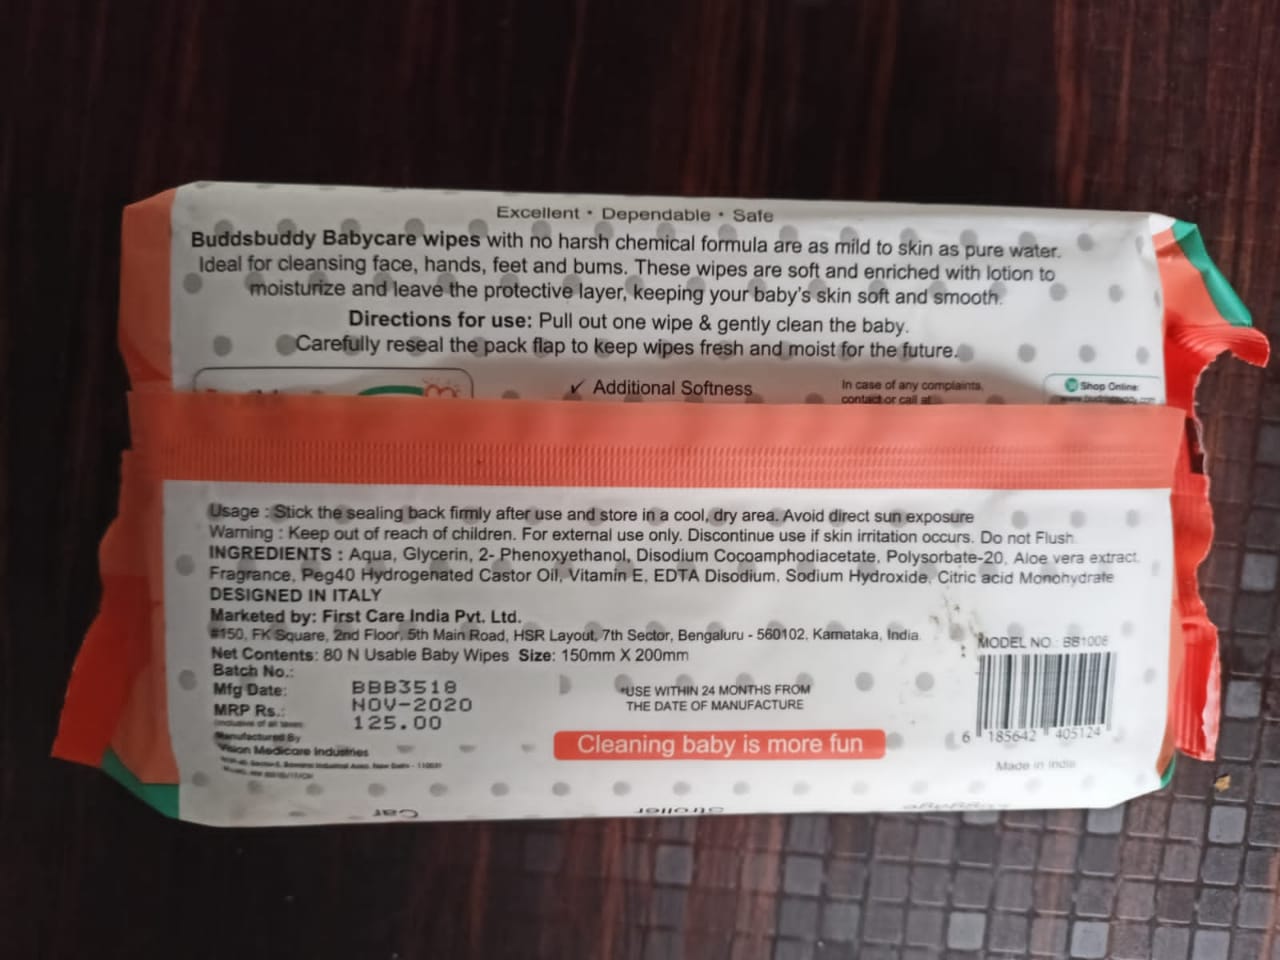 Excellent • Dependable • Safe
Buddsbuddy Babycare wipes with no harsh chemical formula are as mild to skin as pure water.
Ideal for cleansing face, hands, feet and bums. These wipes are soft and enriched with lotion to
moisturize and leave the protective layer, keeping your baby's skin soft and smooth.
Directions for use: Pull out one wipe & gently clean the baby.
Carefully reseal the pack flap to keep wipes fresh and moist for the future.
✓ Additional Softness
In case of any complaints,
contact or call at
Shop Online:
Usage : Stick the sealing back firmly after use and store in a cool, dry area. Avoid direct sun exposure
Warning : Keep out of reach of children. For external use only. Discontinue use if skin irritation occurs. Do not Flush.
INGREDIENTS : Aqua, Glycerin, 2- Phenoxyethanol, Disodium Cocoamphodiacetate, Polysorbate-20, Aloe vera extract,
Fragrance, Peg40 Hydrogenated Castor Oil, Vitamin E, EDTA Disodium, Sodium Hydroxide, Citric acid Monohydrate
DESIGNED IN ITALY
Marketed by: First Care India Pvt. Ltd.
#150, FK Square, 2nd Floor, 5th Main Road, HSR Layout, 7th Sector, Bengaluru - 560102, Karnataka, India
Net Contents: 80 N Usable Baby Wipes Size: 150mm X 200mm
Batch No.: BBB3518
Mfg Date: NOV-2020
MRP Rs.: 125.00
(inclusive of all taxes)
Manufactured By
Vision Medicare Industries
*USE WITHIN 24 MONTHS FROM
THE DATE OF MANUFACTURE
Cleaning baby is more fun
MODEL NO.: BB1008
6 185642 405124
Made in India
Car
Stroller